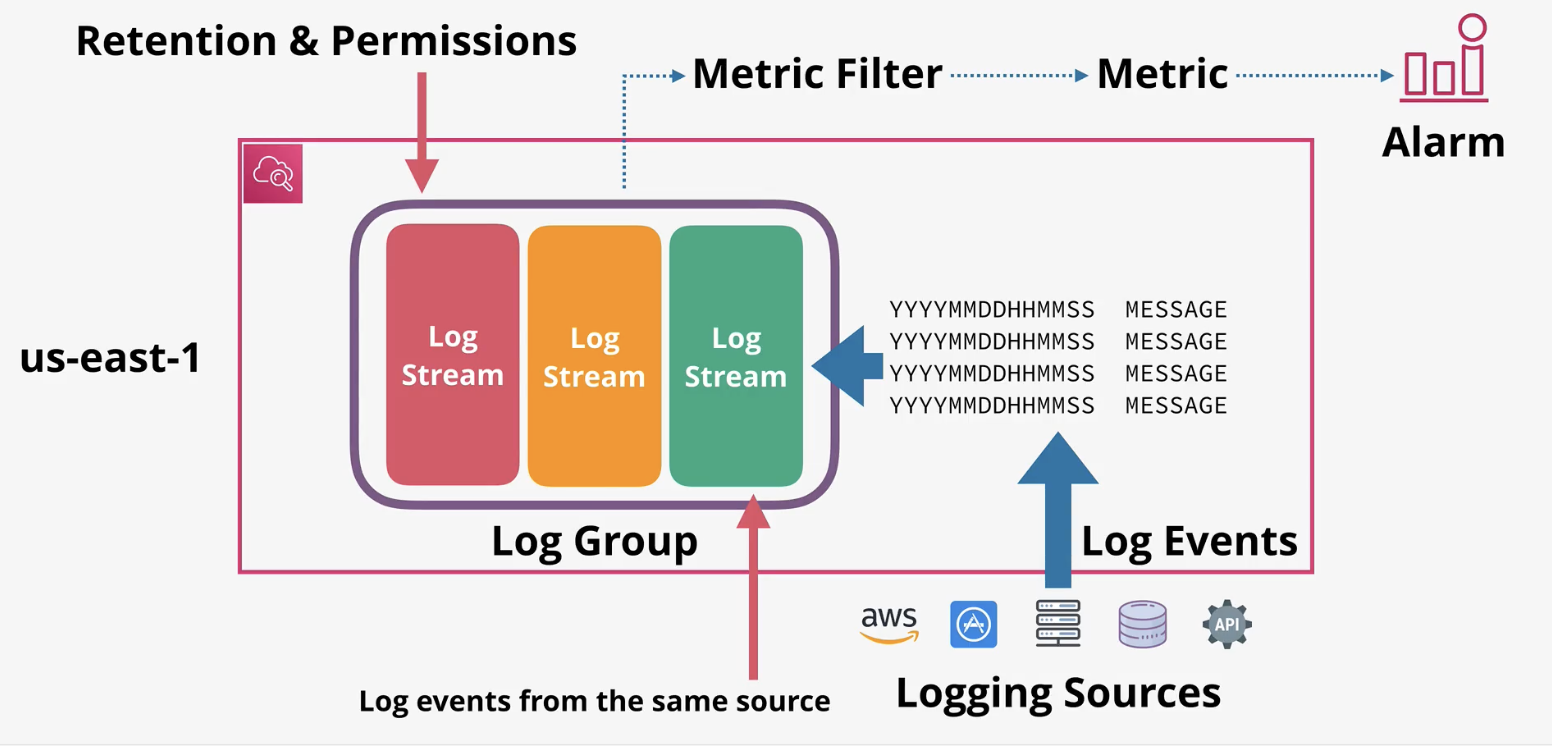 Retention & Permissions
Metric Filter
Metric
Alarm
us-east-1
Log
Stream
Log
Stream
Log
Stream
YYYYMMDDHHMMSS MESSAGE
YYYYMMDDHHMMSS MESSAGE
YYYYMMDDHHMMSS MESSAGE
YYYYMMDDHHMMSS MESSAGE
Log Group
Log Events
aws
API
Log events from the same source
Logging Sources